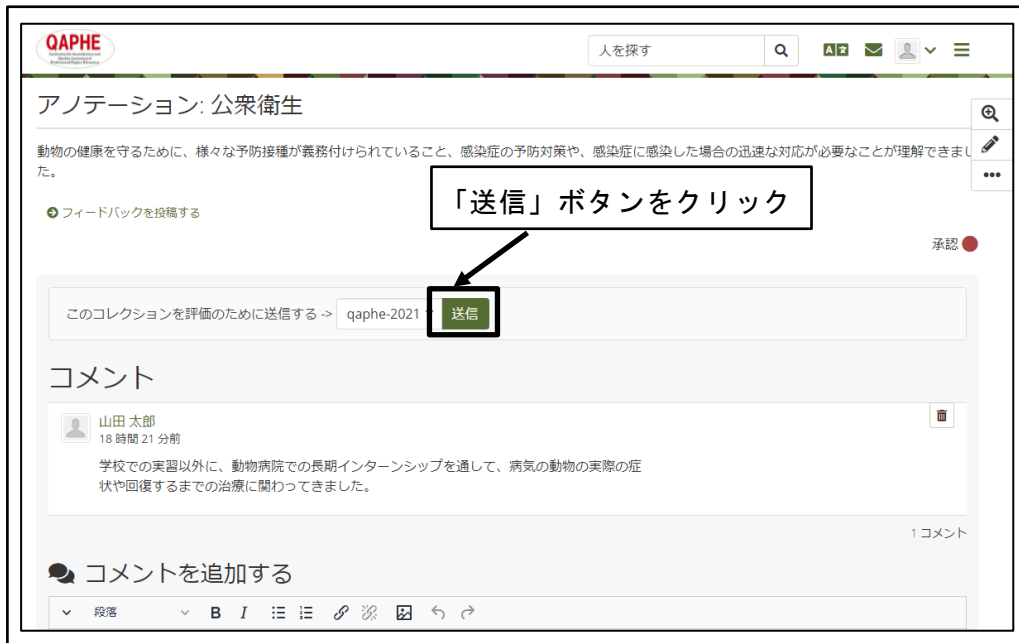 QAPHE
人を探す
アノテーション: 公衆衛生
動物の健康を守るために、様々な予防接種が義務付けられていること、感染症の予防対策や、感染症に感染した場合の迅速な対応が必要なことが理解できまし
た。
「送信」ボタンをクリック
フィードバックを投稿する
承認
このコレクションを評価のために送信する -> qaphe-2021 送信
コメント
山田 太郎
18 時間 21 分前
学校での実習以外に、動物病院での長期インターンシップを通して、病気の動物の実際の症
状や回復するまでの治療に関わってきました。
1 コメント
コメントを追加する
段落 B I